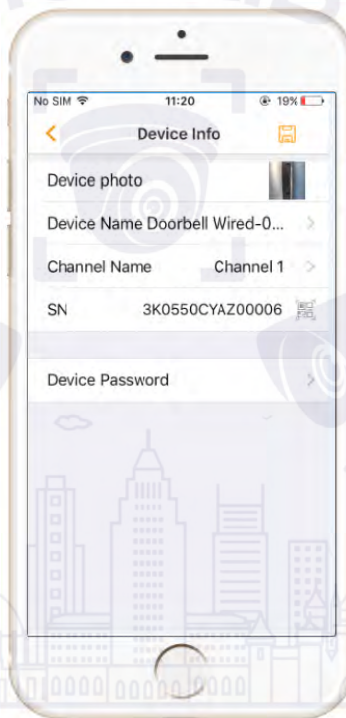 No SIM 11:20 19%
Device Info
Device photo
Device Name Doorbell Wired-0...
Channel Name Channel 1
SN 3K0550CYAZ00006
Device Password